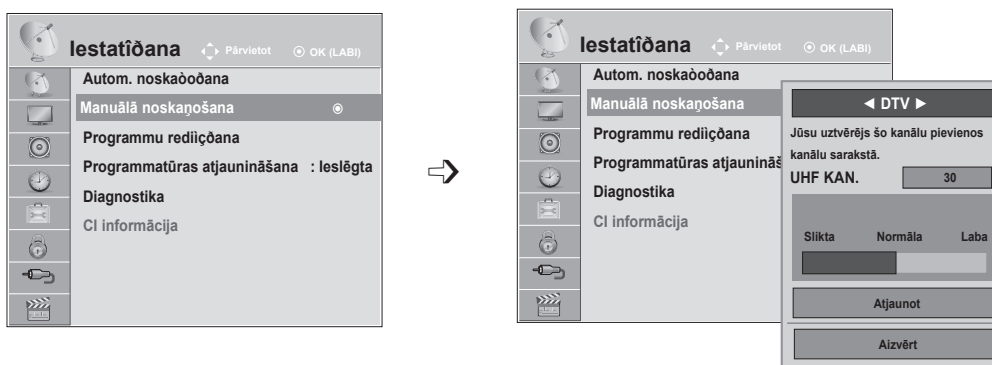 Iestatîðana Pārvietot OK (LABI)
Autom. noskaòoðana
Manuālā noskaņošana
Programmu rediìçðana
Programmatūras atjaunināšana : Ieslēgta
Diagnostika
CI informācija
Iestatîðana Pārvietot OK (LABI)
Autom. noskaòoðana
Manuālā noskaņošana
Programmu rediìçðana
Programmatūras atjaunināš
Diagnostika
CI informācija
◄ DTV ►
Jūsu uztvērējs šo kanālu pievienos
kanālu sarakstā.
UHF KAN. 30
Slikta Normāla Laba
Atjaunot
Aizvērt